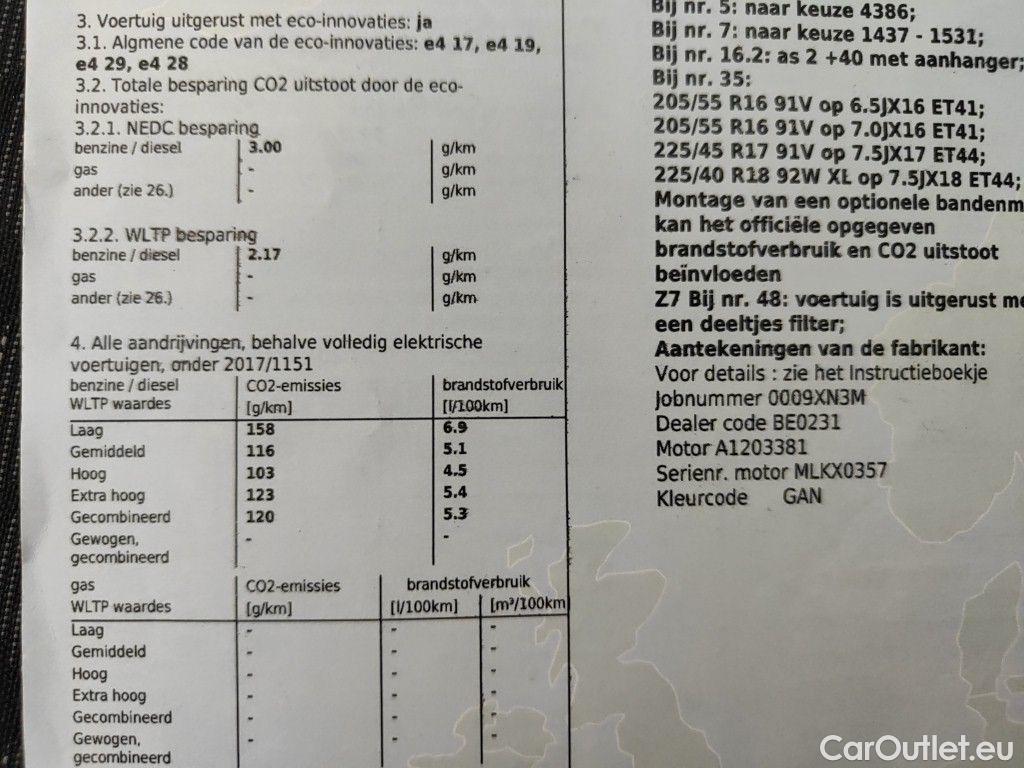 3. Voertuig uitgerust met eco-innovaties: ja
3.1. Algmene code van de eco-innovaties: e4 17, e4 19,
e4 29, e4 28
3.2. Totale besparing CO2 uitstoot door de eco-
innovaties:
3.2.1. NEDC besparing
benzine / diesel 3.00 g/km
gas - g/km
ander (zie 26.) - g/km
3.2.2. WLTP besparing
benzine / diesel 2.17 g/km
gas - g/km
ander (zie 26.) - g/km
4. Alle aandrijvingen, behalve volledig elektrische
voertuigen, onder 2017/1151
benzine / diesel CO2-emissies brandstofverbruik
WLTP waardes [g/km] [l/100km]
Laag 158 6.9
Gemiddeld 116 5.1
Hoog 103 4.5
Extra hoog 123 5.4
Gecombineerd 120 5.3
Gewogen, - -
gecombineerd
gas CO2-emissies brandstofverbruik
WLTP waardes [g/km] [l/100km] [m³/100km]
Laag - - -
Gemiddeld - - -
Hoog - - -
Extra hoog - - -
Gecombineerd - - -
Gewogen, - - -
gecombineerd
Bij nr. 5: naar keuze 4386;
Bij nr. 7: naar keuze 1437 - 1531;
Bij nr. 16.2: as 2 +40 met aanhanger;
Bij nr. 35:
205/55 R16 91V op 6.5JX16 ET41;
205/55 R16 91V op 7.0JX16 ET41;
225/45 R17 91V op 7.5JX17 ET44;
225/40 R18 92W XL op 7.5JX18 ET44;
Montage van een optionele bandenm
kan het officiële opgegeven
brandstofverbruik en CO2 uitstoot
beïnvloeden
Z7 Bij nr. 48: voertuig is uitgerust me
een deeltjes filter;
Aantekeningen van de fabrikant:
Voor details : zie het Instructieboekje
Jobnummer 0009XN3M
Dealer code BE0231
Motor A1203381
Serienr. motor MLKX0357
Kleurcode GAN
CarOutlet.eu